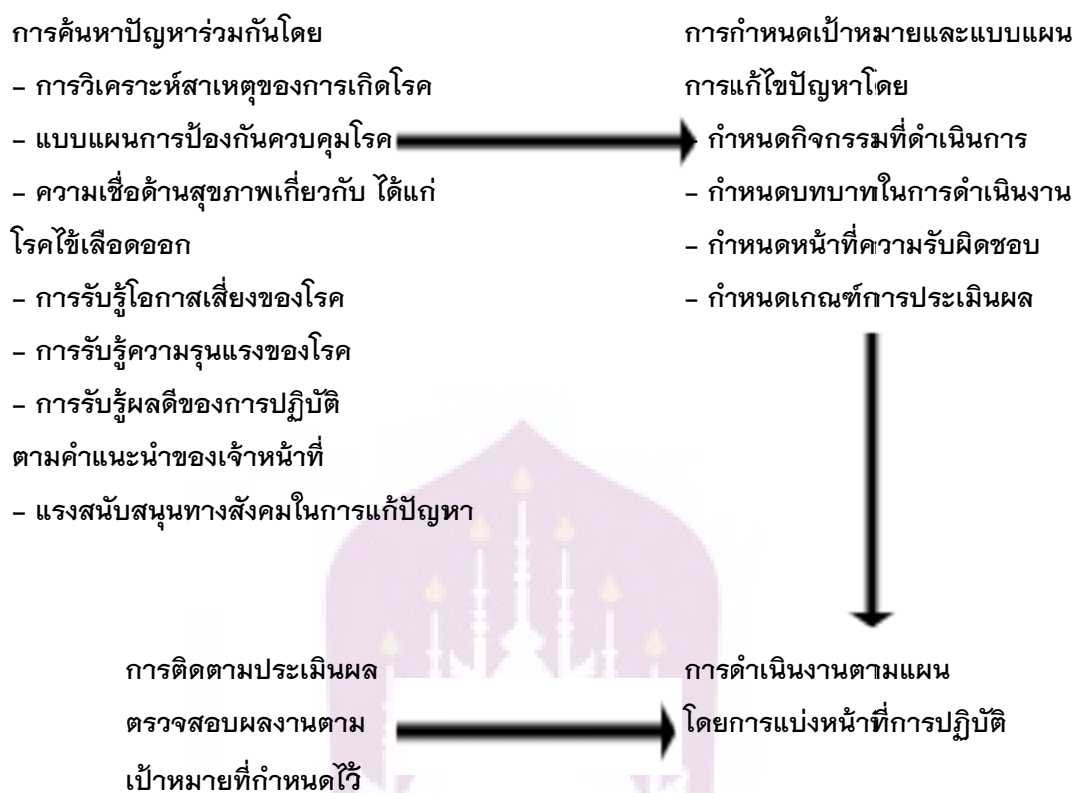 การค้นหาปัญหาร่วมกันโดย
– การวิเคราะห์สาเหตุของการเกิดโรค
– แบบแผนการป้องกันควบคุมโรค
– ความเชื่อด้านสุขภาพเกี่ยวกับ ได้แก่
โรคไข้เลือดออก
– การรับรู้โอกาสเสี่ยงของโรค
– การรับรู้ความรุนแรงของโรค
– การรับรู้ผลดีของการปฏิบัติ
ตามคำแนะนำของเจ้าหน้าที่
– แรงสนับสนุนทางสังคมในการแก้ปัญหา
การกำหนดเป้าหมายและแบบแผน
การแก้ไขปัญหาโดย
– กำหนดกิจกรรมที่ดำเนินการ
– กำหนดบทบาทในการดำเนินงาน
– กำหนดหน้าที่ความรับผิดชอบ
– กำหนดเกณฑ์การประเมินผล
การติดตามประเมินผล
ตรวจสอบผลงานตาม
เป้าหมายที่กำหนดไว้
การดำเนินงานตามแผน
โดยการแบ่งหน้าที่การปฏิบัติ